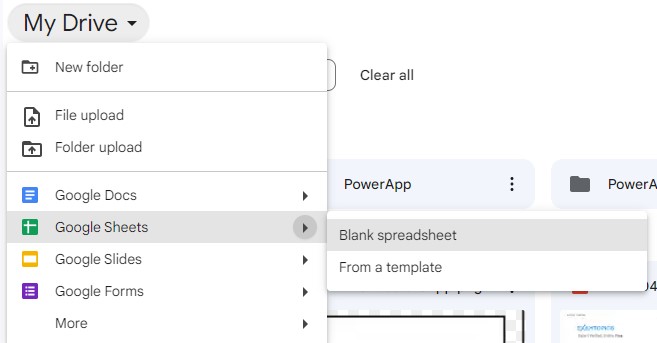 My Drive
New folder
Clear all
File upload
Folder upload
PowerApp
PowerA
Google Docs
Google Sheets
Blank spreadsheet
Google Slides
From a template
Google Forms
More